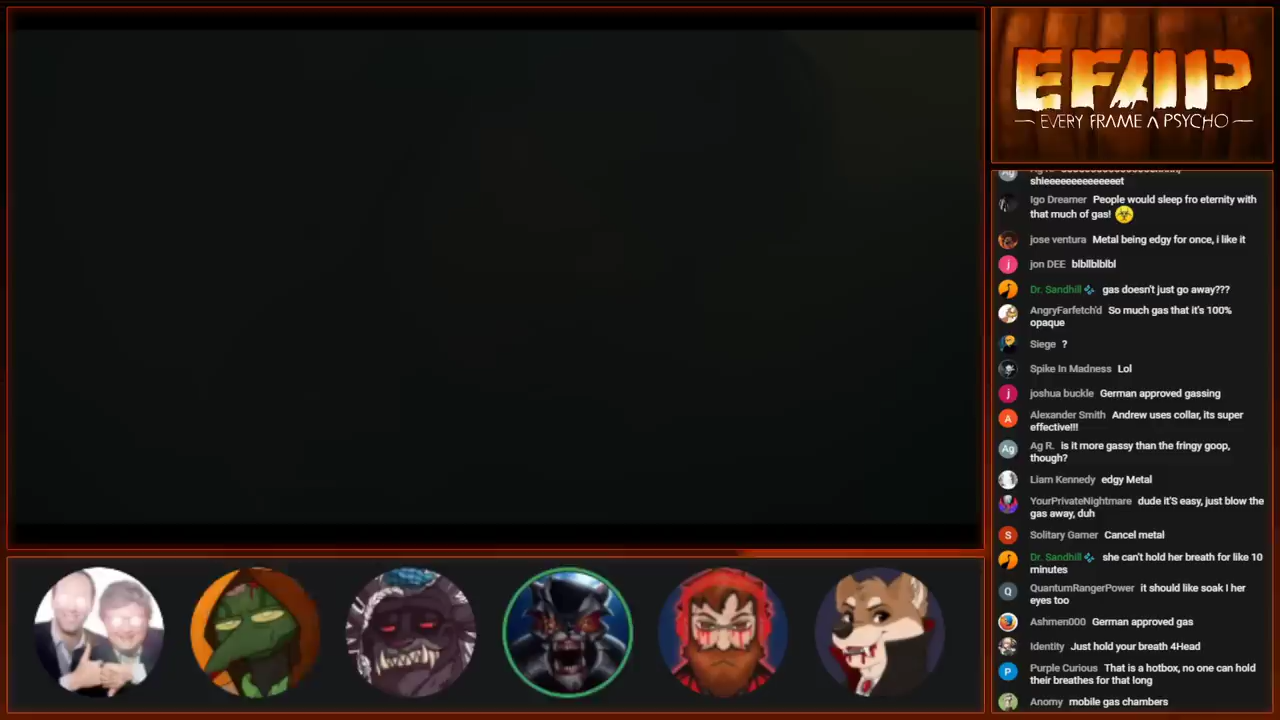 EFAP
EVERY FRAME A PSYCHO
shieeeeeeeeeeeeeet
Igo Dreamer People would sleep fro eternity with
that much of gas!
jose ventura Metal being edgy for once, i like it
jon DEE blbllblblbl
Dr. Sandhill gas doesn't just go away???
AngryFarfetch'd So much gas that it's 100%
opaque
Siege ?
Spike In Madness Lol
joshua buckle German approved gassing
Alexander Smith Andrew uses collar, its super
effective!!!
Ag R. is it more gassy than the fringy goop,
though?
Liam Kennedy edgy Metal
YourPrivateNightmare dude it'S easy, just blow the
gas away, duh
Solitary Gamer Cancel metal
Dr. Sandhill she can't hold her breath for like 10
minutes
QuantumRangerPower it should like soak I her
eyes too
Ashmen000 German approved gas
Identity Just hold your breath 4Head
Purple Curious That is a hotbox, no one can hold
their breathes for that long
Anomy mobile gas chambers